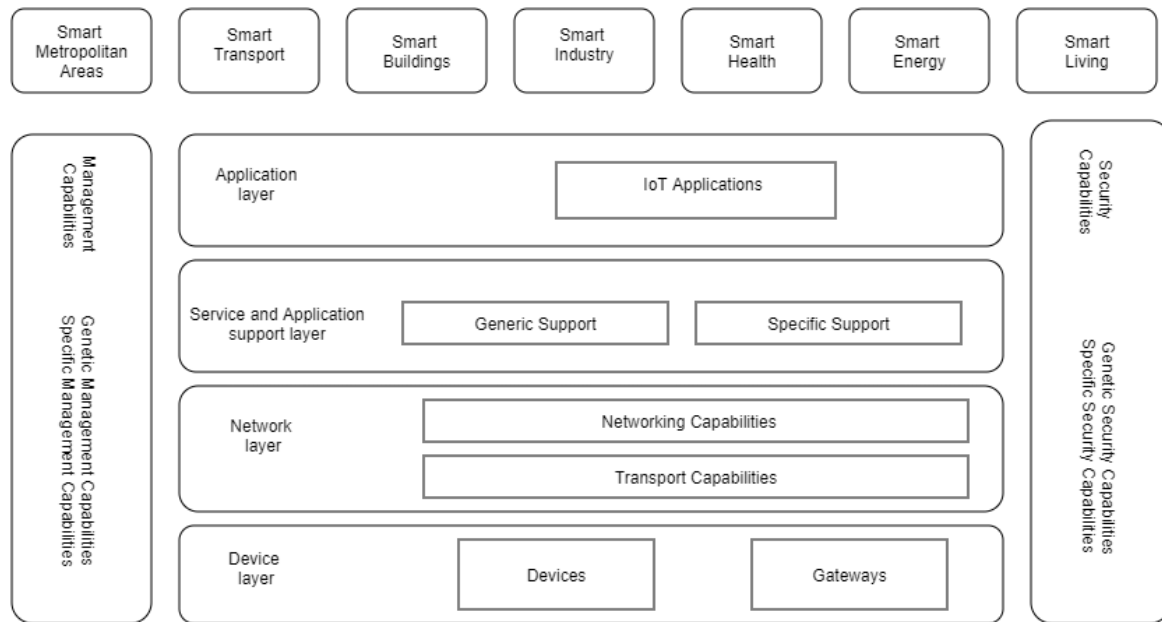 Smart
Metropolitan
Areas
Smart
Transport
Smart
Buildings
Smart
Industry
Smart
Health
Smart
Energy
Smart
Living
Management
Capabilities
Genetic Management Capabilities
Specific Management Capabilities
Application
layer
IoT Applications
Service and Application
support layer
Generic Support
Specific Support
Network
layer
Networking Capabilities
Transport Capabilities
Device
layer
Devices
Gateways
Security
Capabilities
Genetic Security Capabilities
Specific Security Capabilities